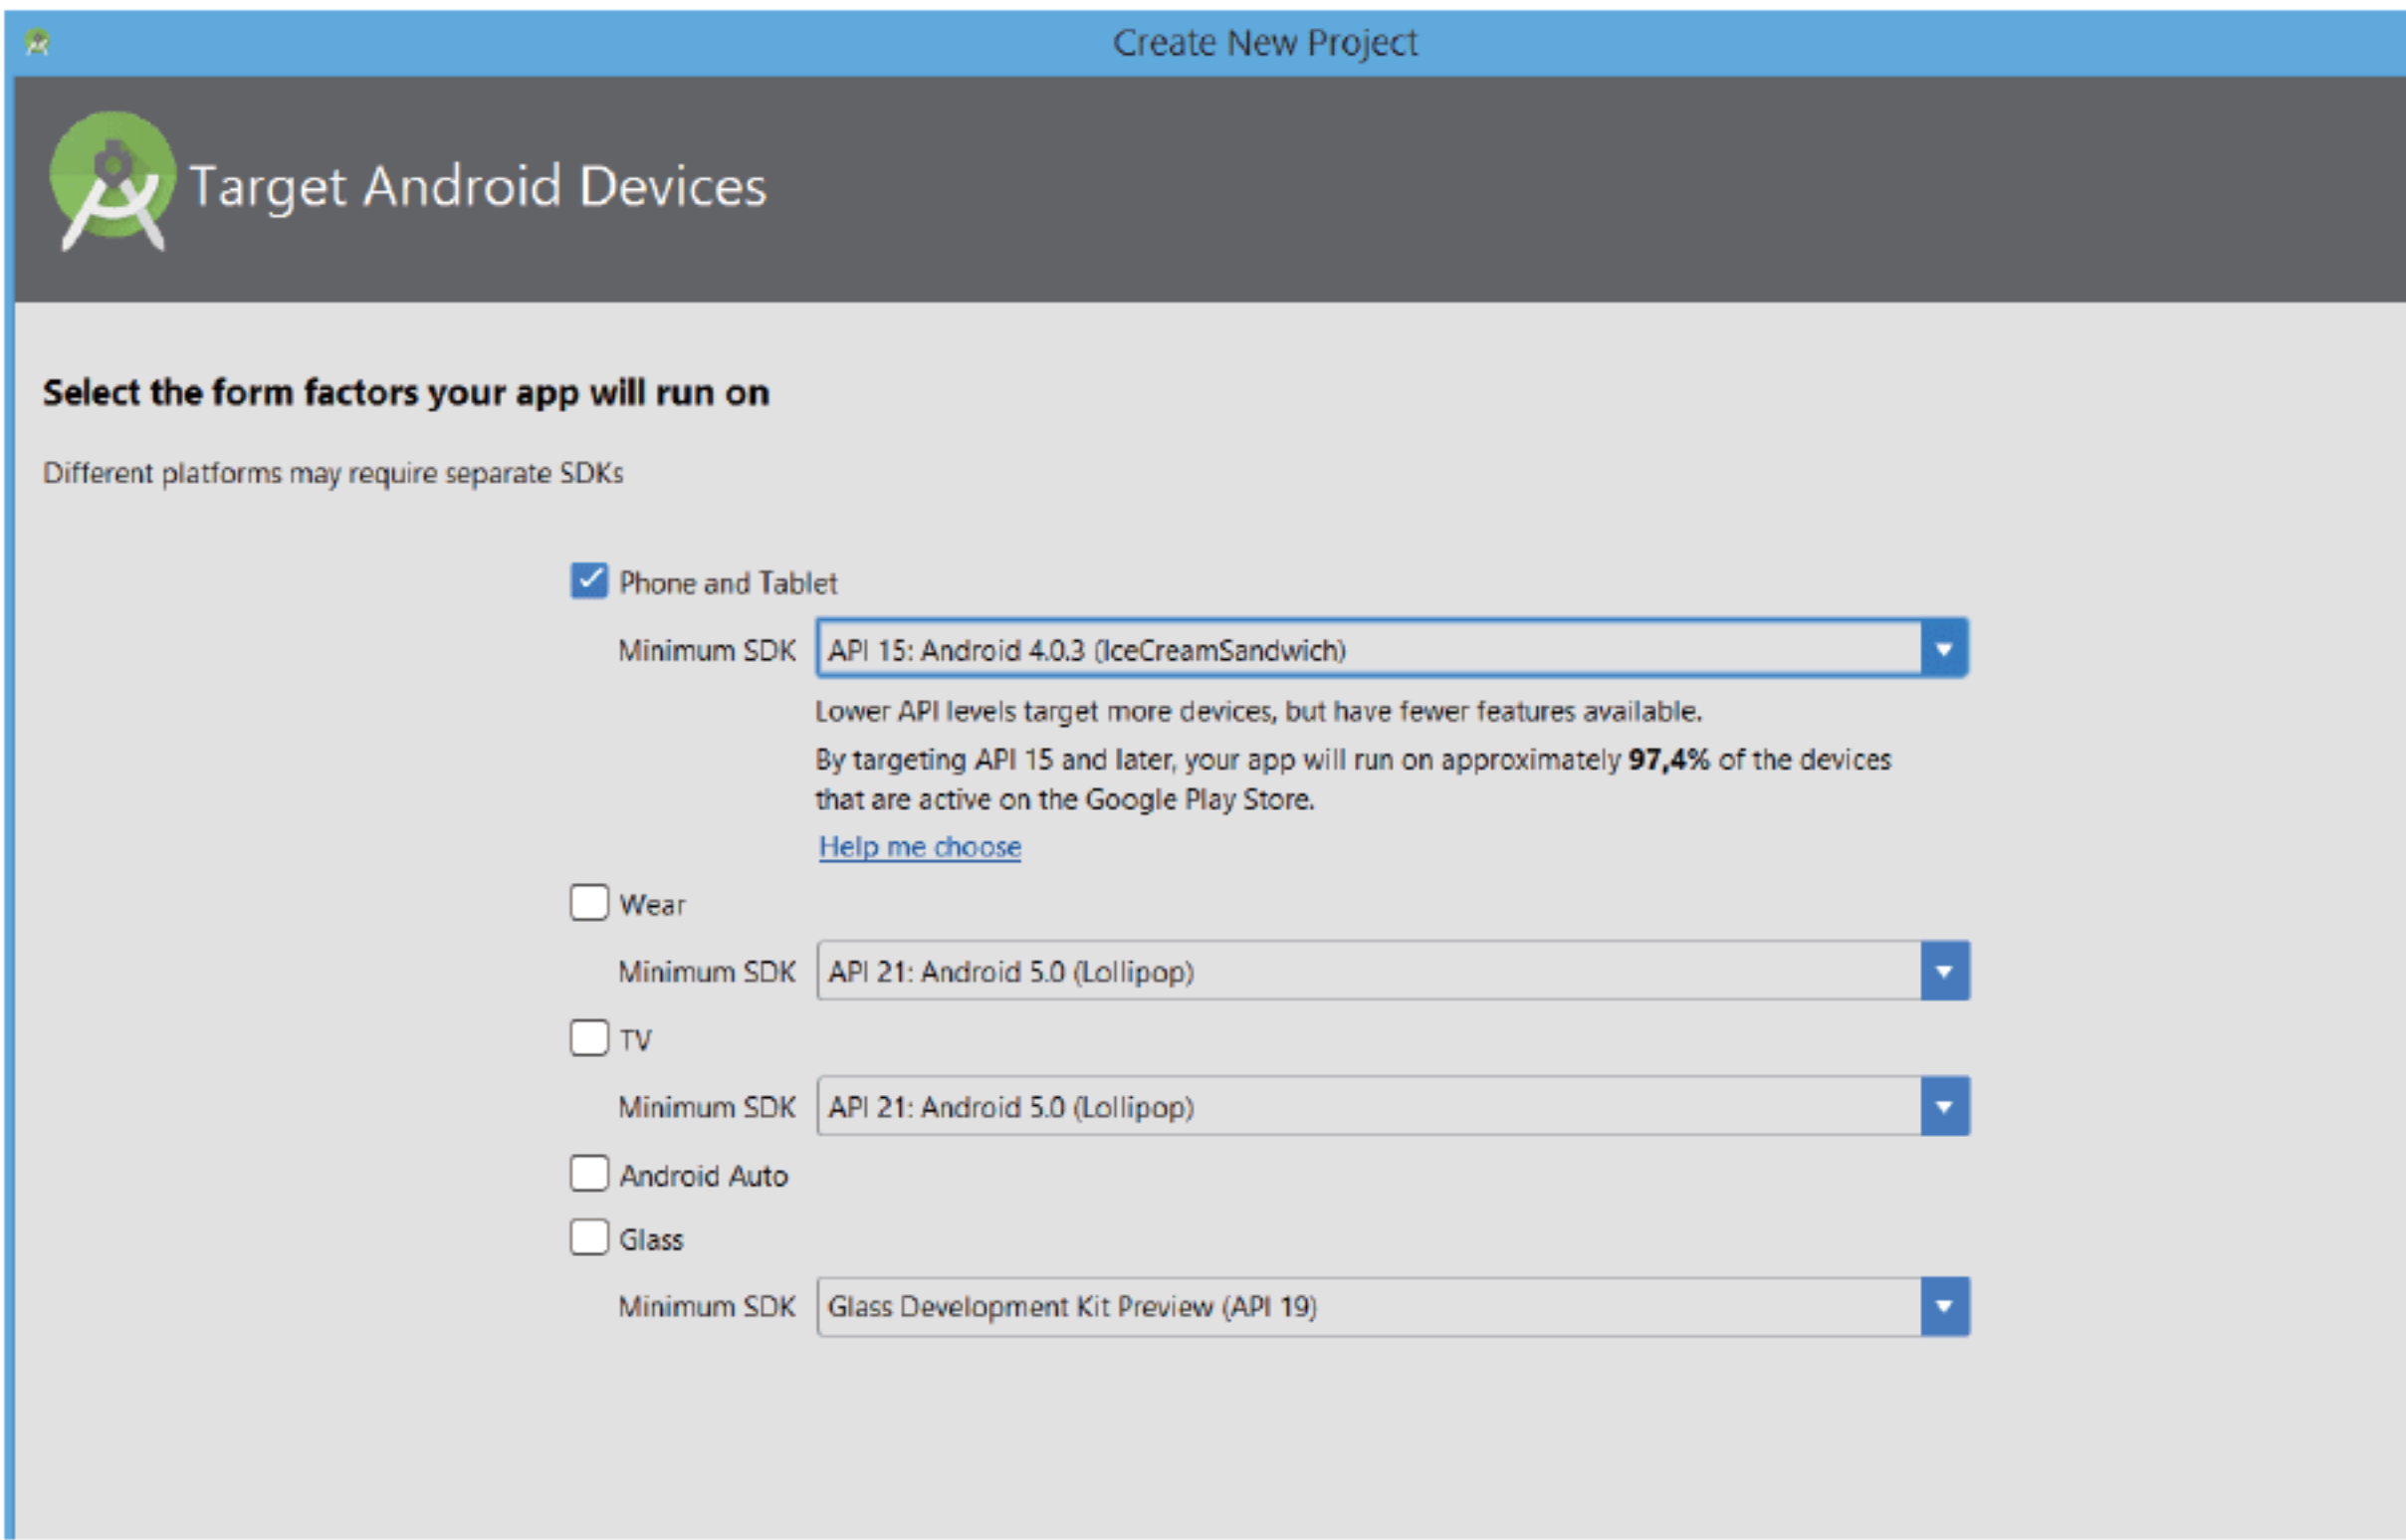 Create New Project
Target Android Devices
Select the form factors your app will run on
Different platforms may require separate SDKs
Phone and Tablet
Minimum SDK API 15: Android 4.0.3 (IceCreamSandwich)
Lower API levels target more devices, but have fewer features available.
By targeting API 15 and later, your app will run on approximately 97,4% of the devices
that are active on the Google Play Store.
Help me choose
Wear
Minimum SDK API 21: Android 5.0 (Lollipop)
TV
Minimum SDK API 21: Android 5.0 (Lollipop)
Android Auto
Glass
Minimum SDK Glass Development Kit Preview (API 19)